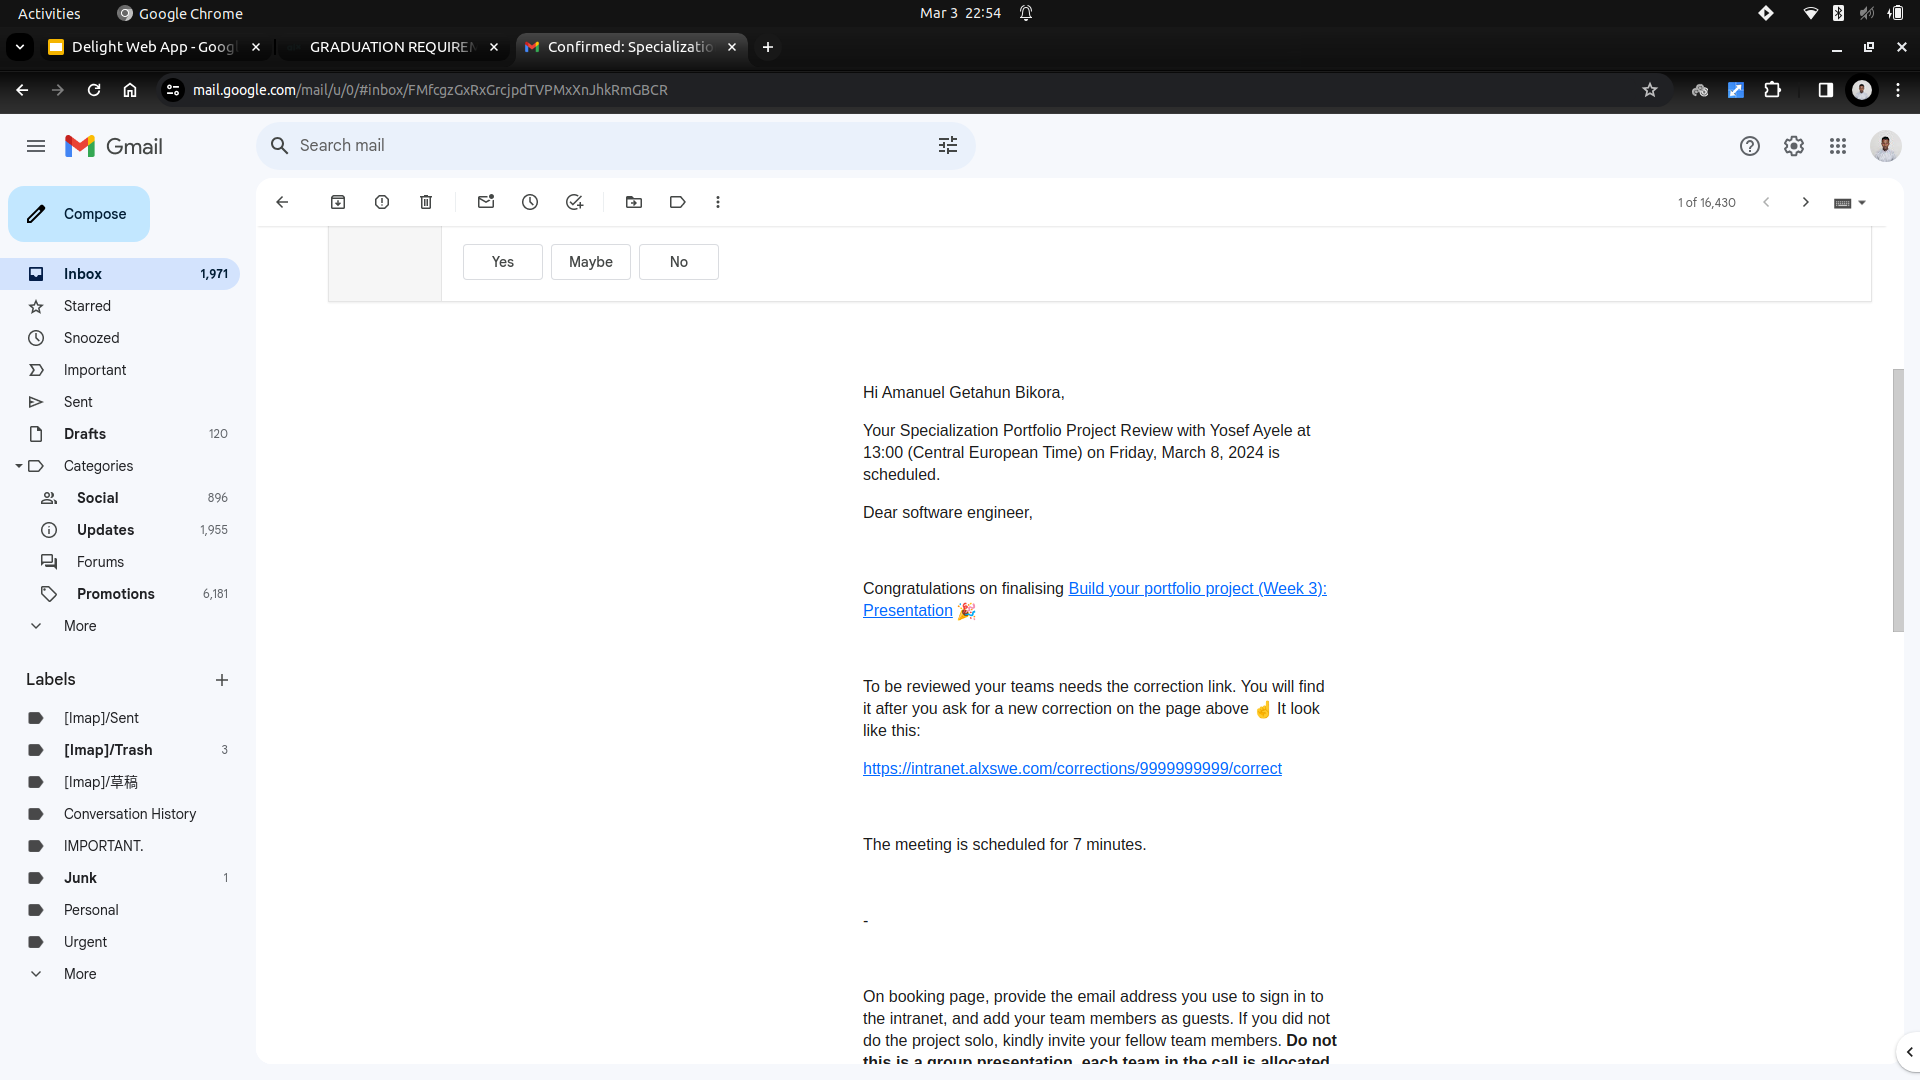 Activities
Google Chrome
Mar 3 22:54
Delight Web App - Googl
GRADUATION REQUIREM
Confirmed: Specializatio
mail.google.com/mail/u/0/#inbox/FMfcgzGxRxGrcjpdTVPMxXnJhkRmGBCR
Gmail
Search mail
Compose
1 of 16,430
Inbox 1,971
Starred
Snoozed
Important
Sent
Drafts 120
Categories
Social 896
Updates 1,955
Forums
Promotions 6,181
More
Labels
[Imap]/Sent
[Imap]/Trash 3
[Imap]/草稿
Conversation History
IMPORTANT.
Junk 1
Personal
Urgent
More
Yes
Maybe
No
Hi Amanuel Getahun Bikora,
Your Specialization Portfolio Project Review with Yosef Ayele at
13:00 (Central European Time) on Friday, March 8, 2024 is
scheduled.
Dear software engineer,
Congratulations on finalising Build your portfolio project (Week 3):
Presentation 🎉
To be reviewed your teams needs the correction link. You will find
it after you ask for a new correction on the page above ☝️ It look
like this:
https://intranet.alxswe.com/corrections/9999999999/correct
The meeting is scheduled for 7 minutes.
-
On booking page, provide the email address you use to sign in to
the intranet, and add your team members as guests. If you did not
do the project solo, kindly invite your fellow team members. Do not
this is a group presentation, each team in the call is allocated